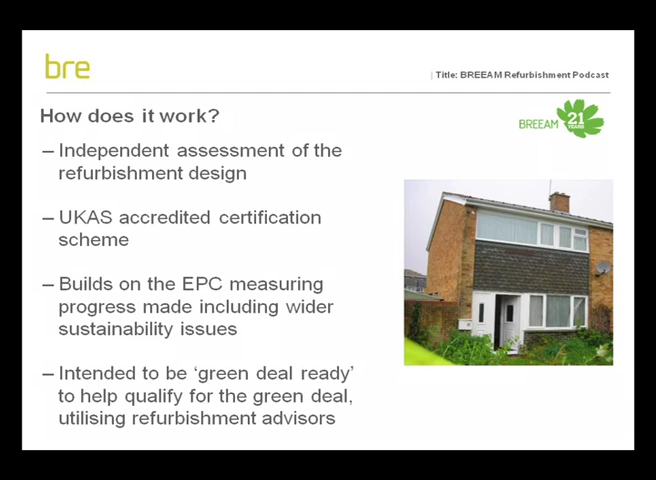 bre
| Title: BREEAM Refurbishment Podcast
How does it work?
BREEAM 21
YEARS
– Independent assessment of the
refurbishment design
– UKAS accredited certification
scheme
– Builds on the EPC measuring
progress made including wider
sustainability issues
– Intended to be ‘green deal ready’
to help qualify for the green deal,
utilising refurbishment advisors